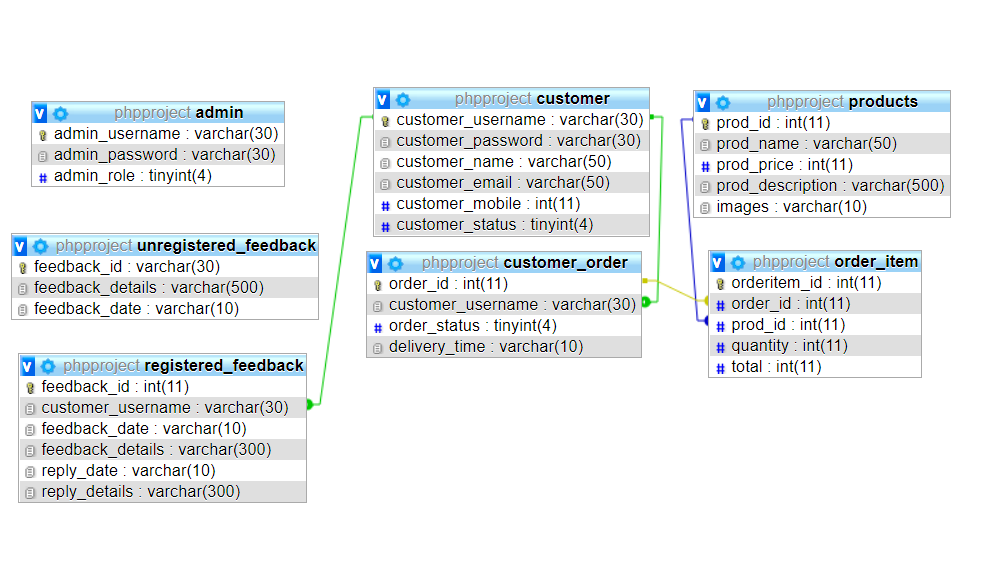 phpproject admin
admin_username : varchar(30)
admin_password : varchar(30)
admin_role : tinyint(4)
phpproject unregistered_feedback
feedback_id : varchar(30)
feedback_details : varchar(500)
feedback_date : varchar(10)
phpproject registered_feedback
feedback_id : int(11)
customer_username : varchar(30)
feedback_date : varchar(10)
feedback_details : varchar(300)
reply_date : varchar(10)
reply_details : varchar(300)
phpproject customer
customer_username : varchar(30)
customer_password : varchar(30)
customer_name : varchar(50)
customer_email : varchar(50)
customer_mobile : int(11)
customer_status : tinyint(4)
phpproject customer_order
order_id : int(11)
customer_username : varchar(30)
order_status : tinyint(4)
delivery_time : varchar(10)
phpproject products
prod_id : int(11)
prod_name : varchar(50)
prod_price : int(11)
prod_description : varchar(500)
images : varchar(10)
phpproject order_item
orderitem_id : int(11)
order_id : int(11)
prod_id : int(11)
quantity : int(11)
total : int(11)